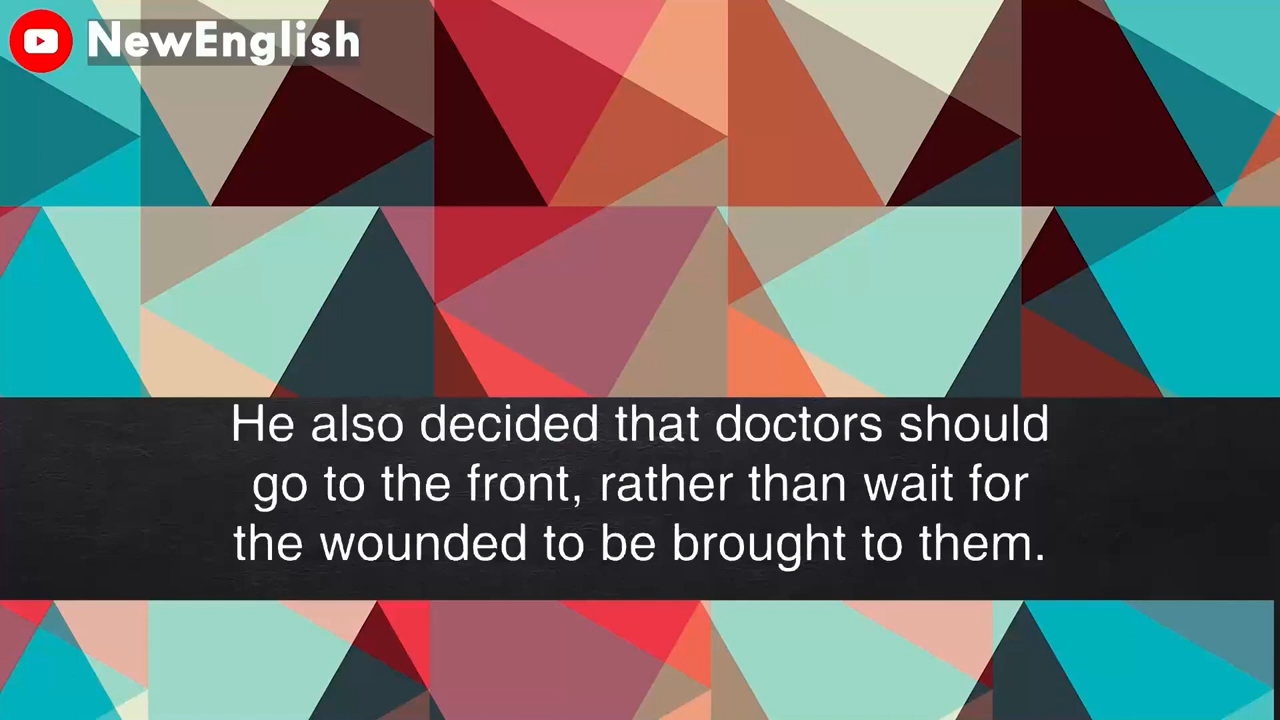 NewEnglish
He also decided that doctors should
go to the front, rather than wait for
the wounded to be brought to them.